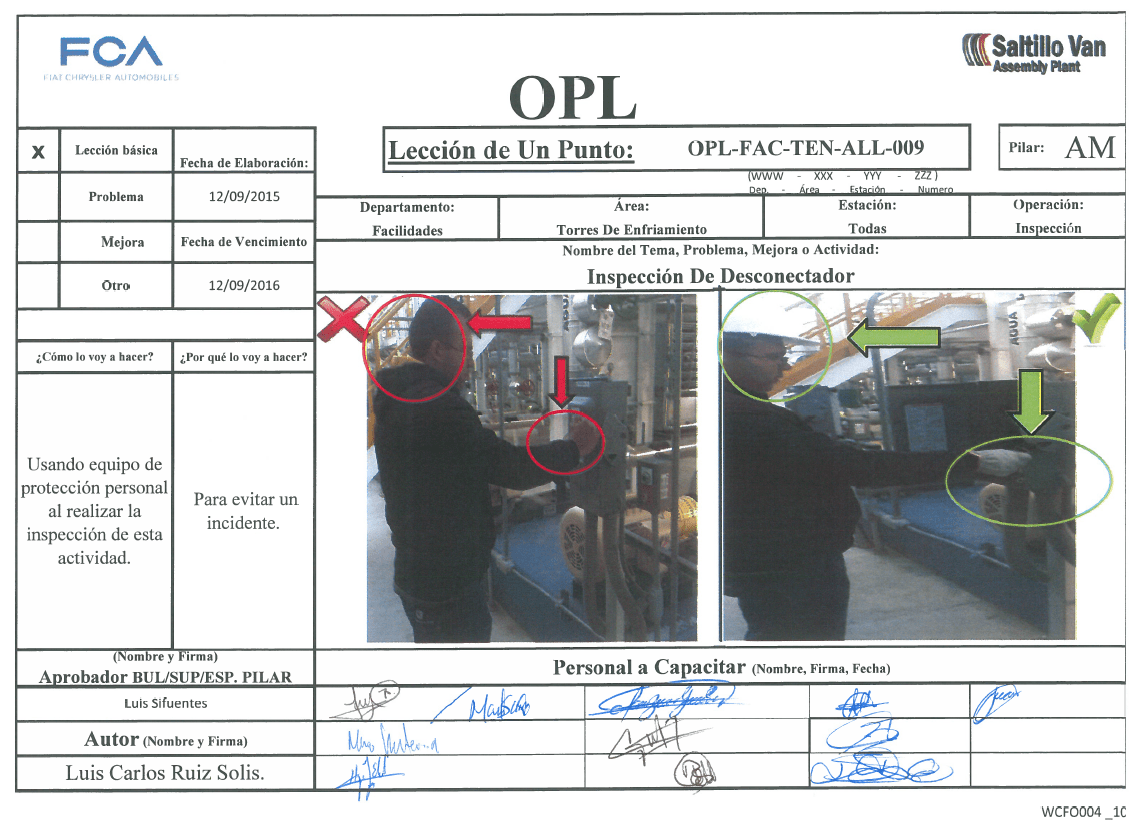 FCA
FIAT CHRYSLER AUTOMOBILES
Saltillo Van
Assembly Plant
OPL
X
Lección básica
Fecha de Elaboración:
Lección de Un Punto:
OPL-FAC-TEN-ALL-009
Pilar: AM
(WWW - XXX - YYY - ZZZ )
Dep. - Área - Estación - Numero
Problema
12/09/2015
Departamento:
Facilidades
Área:
Torres De Enfriamiento
Estación:
Todas
Operación:
Inspección
Mejora
Fecha de Vencimiento
Nombre del Tema, Problema, Mejora o Actividad:
Inspección De Desconectador
Otro
12/09/2016
¿Cómo lo voy a hacer?
¿Por qué lo voy a hacer?
Usando equipo de
protección personal
al realizar la
inspección de esta
actividad.
Para evitar un
incidente.
AGUA
AGUA
(Nombre y Firma)
Aprobador BUL/SUP/ESP. PILAR
Personal a Capacitar (Nombre, Firma, Fecha)
Luis Sifuentes
Autor (Nombre y Firma)
Luis Carlos Ruiz Solis.
WCFO004 _10